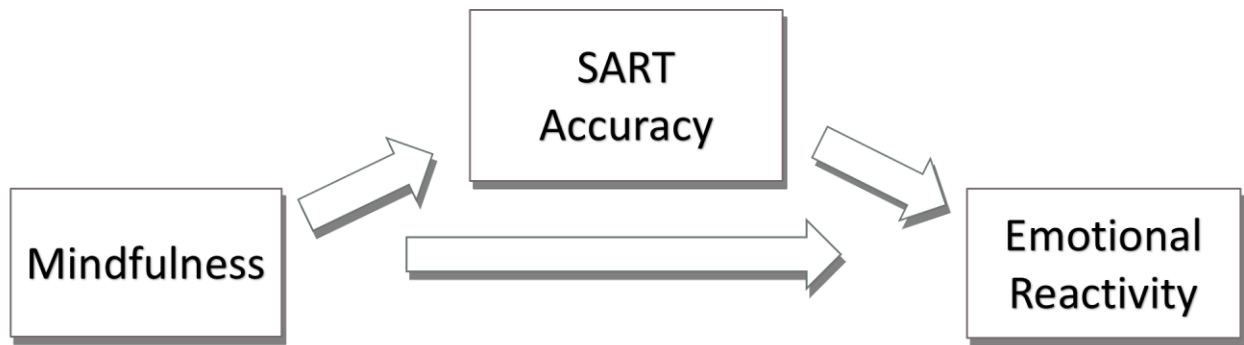 SART
Accuracy
Mindfulness
Emotional
Reactivity